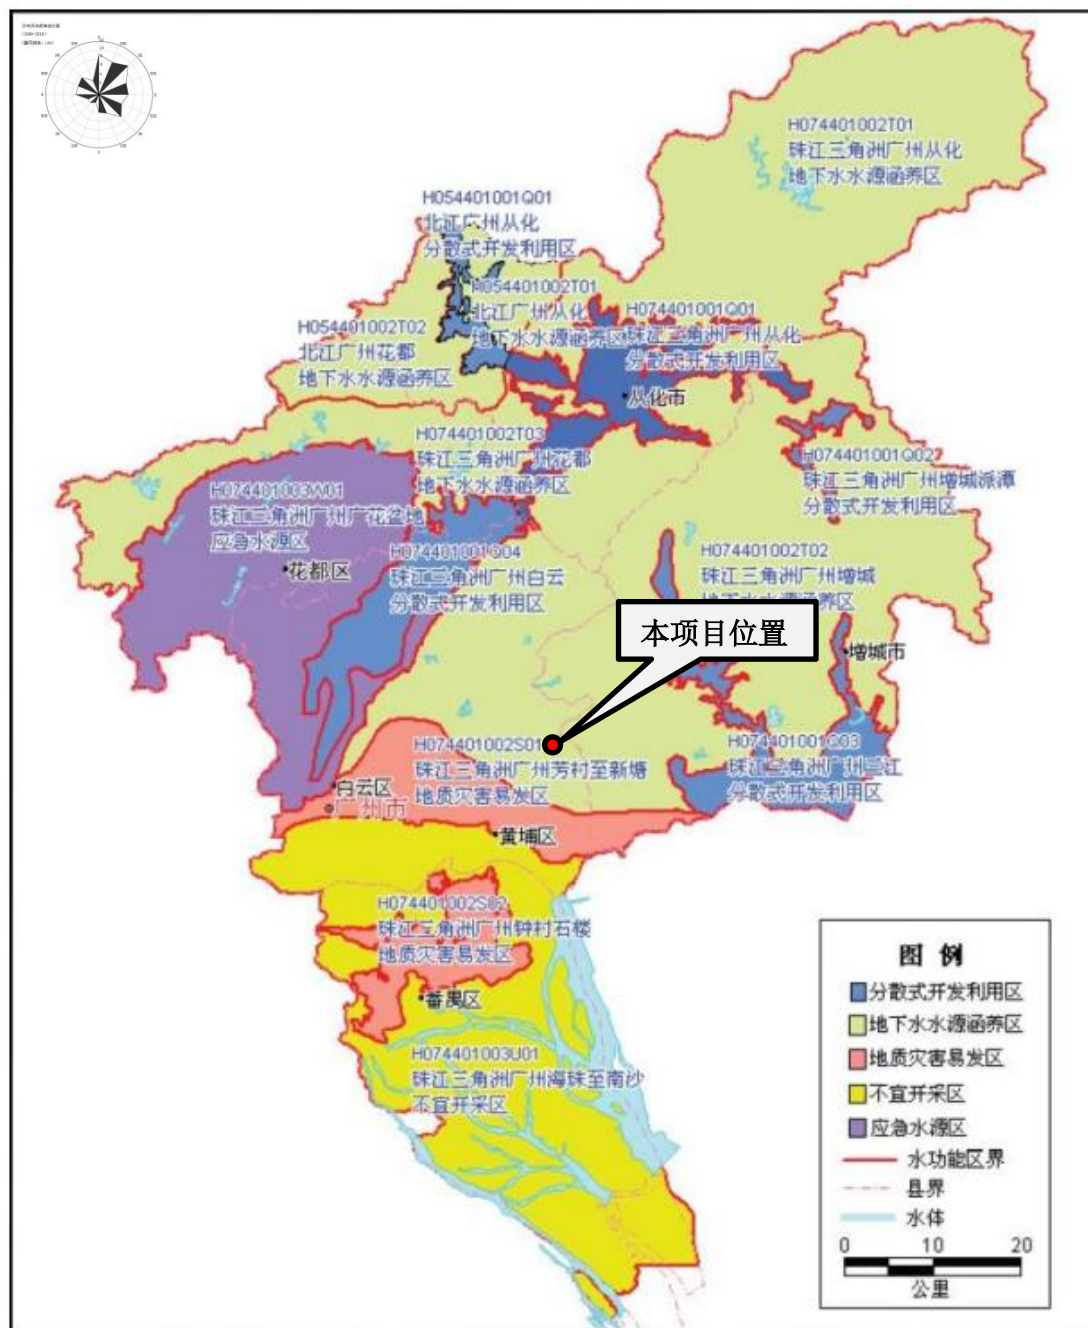 H074401002T01
珠江三角洲广州从化
地下水水源涵养区
H054401001Q01
北江广州从化
分散式开发利用区
H054401002T01
北江广州从化
地下水水源涵养区
H074401001Q01
珠江三角洲广州从化
分散式开发利用区
H054401002T02
北江广州花都
地下水水源涵养区
从化市
H074401002T03
珠江三角洲广州花都
地下水水源涵养区
H074401001Q02
珠江三角洲广州增城派潭
分散式开发利用区
H074401003W01
珠江三角洲广州广花盆地
应急水源区
花都区
H074401001Q04
珠江三角洲广州白云
分散式开发利用区
H074401002T02
珠江三角洲广州增城
地下水水源涵养区
本项目位置
增城市
H074401002S01
珠江三角洲广州芳村至新塘
地质灾害易发区
H074401001Q03
珠江三角洲广州三江
分散式开发利用区
白云区
广州市
黄埔区
H074401002S02
珠江三角洲广州钟村石楼
地质灾害易发区
番禺区
H074401003U01
珠江三角洲广州海珠至南沙
不宜开采区
图 例
分散式开发利用区
地下水水源涵养区
地质灾害易发区
不宜开采区
应急水源区
水功能区界
县界
水体
0 10 20
公里